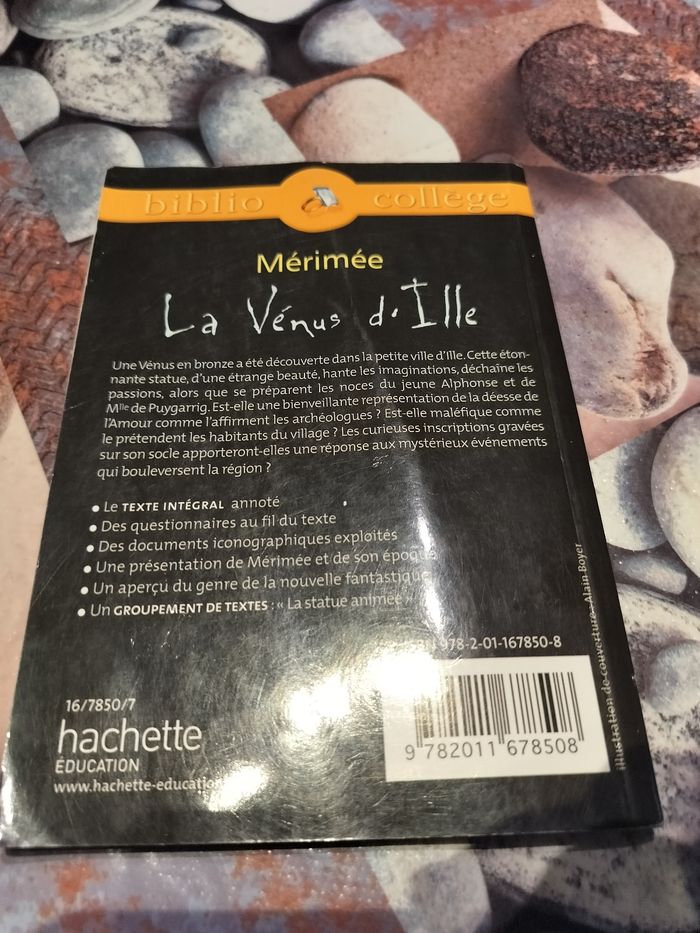 biblio collège
Mérimée
La Vénus d'Ille
Une Vénus en bronze a été découverte dans la petite ville d'Ille. Cette éton-
nante statue, d'une étrange beauté, hante les imaginations, déchaîne les
passions, alors que se préparent les noces du jeune Alphonse et de
Mlle de Puygarrig. Est-elle une bienveillante représentation de la déesse de
l'Amour comme l'affirment les archéologues ? Est-elle maléfique comme
le prétendent les habitants du village ? Les curieuses inscriptions gravées
sur son socle apporteront-elles une réponse aux mystérieux événements
qui bouleversent la région ?
• Le TEXTE INTÉGRAL annoté
• Des questionnaires au fil du texte
• Des documents iconographiques exploités
• Une présentation de Mérimée et de son époque
• Un aperçu du genre de la nouvelle fantastique
• Un GROUPEMENT DE TEXTES : « La statue animée »
978-2-01-167850-8
16/7850/7
hachette
ÉDUCATION
www.hachette-education
9 782011 678508
Illustration de couverture : Alain Boyer